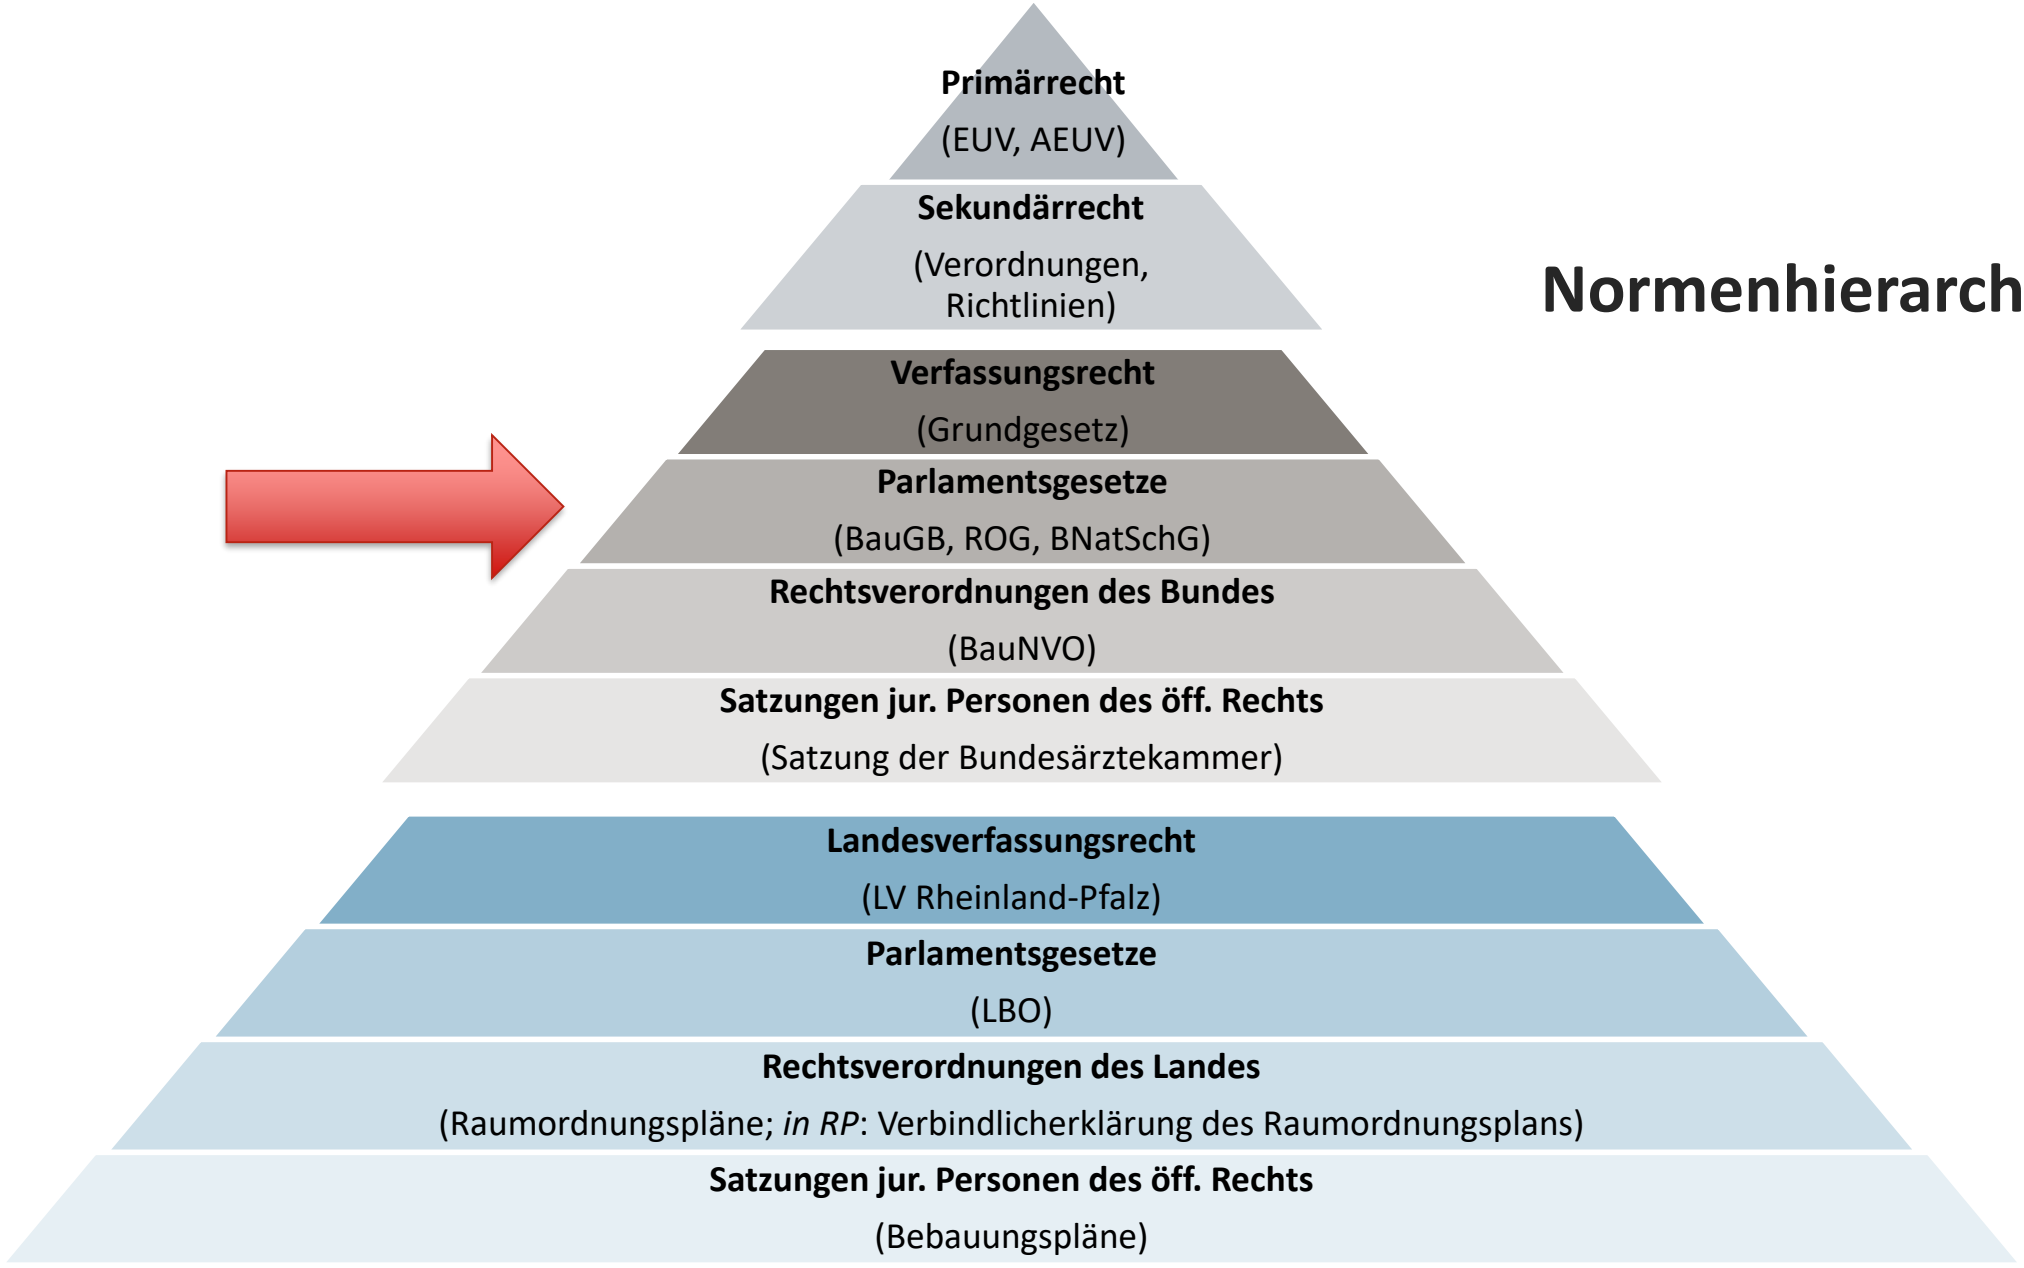 Primärrecht
(EUV, AEUV)
Sekundärrecht
(Verordnungen,
Richtlinien)
Normenhierarch
Verfassungsrecht
(Grundgesetz)
Parlamentsgesetze
(BauGB, ROG, BNatSchG)
Rechtsverordnungen des Bundes
(BauNVO)
Satzungen jur. Personen des öff. Rechts
(Satzung der Bundesärztekammer)
Landesverfassungsrecht
(LV Rheinland-Pfalz)
Parlamentsgesetze
(LBO)
Rechtsverordnungen des Landes
(Raumordnungspläne; in RP: Verbindlicherklärung des Raumordnungsplans)
Satzungen jur. Personen des öff. Rechts
(Bebauungspläne)